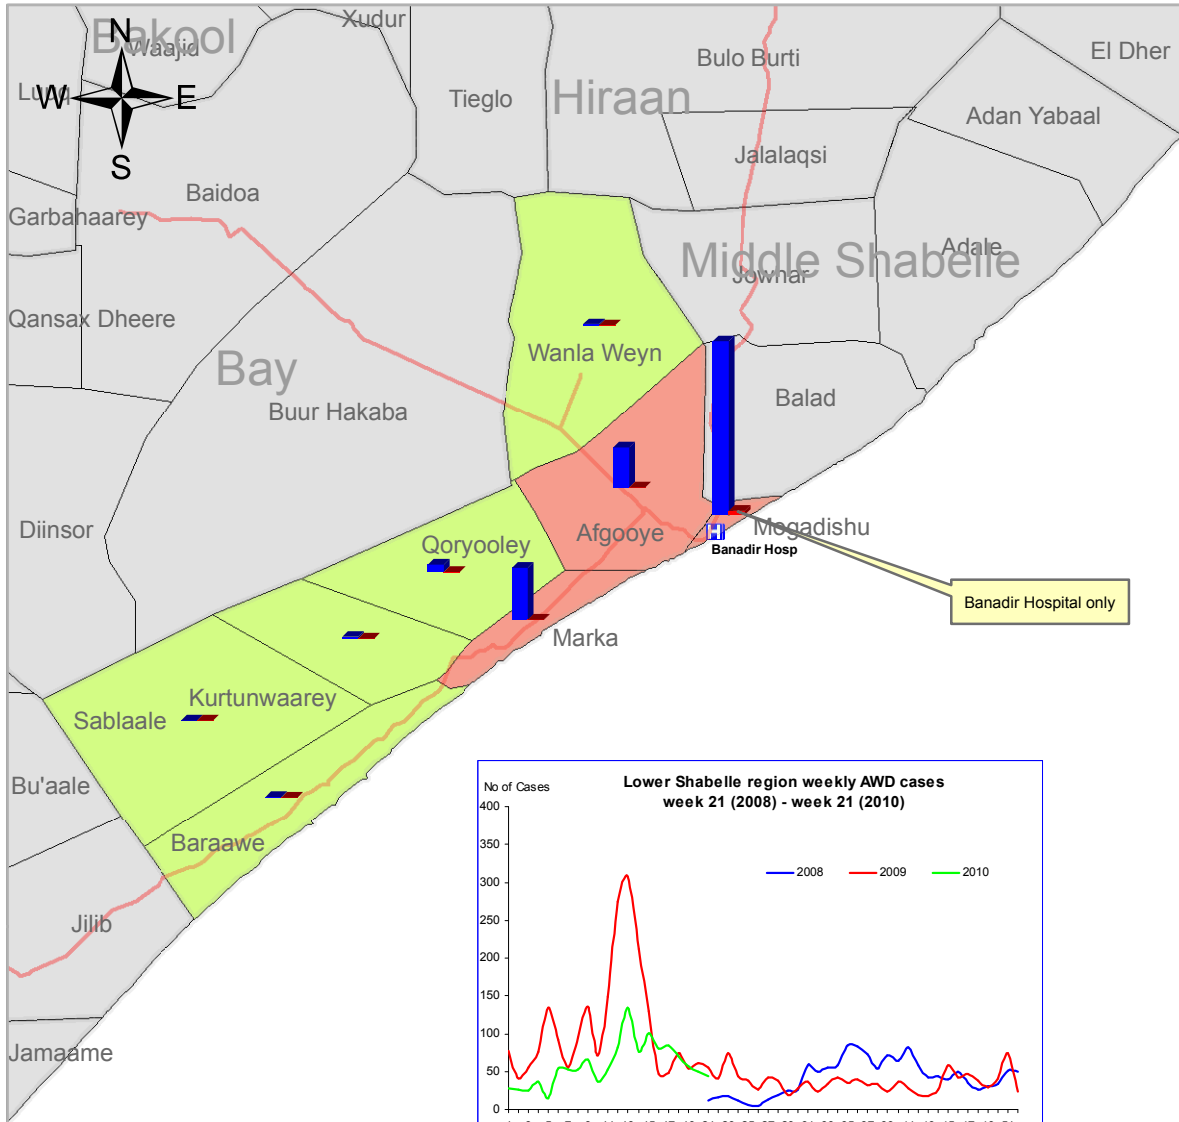 Bakool
Xudur
Waajid
N
W
E
S
Tieglo
Hiraan
Bulo Burti
El Dher
Adan Yabaal
Jalalaqsi
Baidoa
Garbahaarey
Middle Shabelle
Adale
Qansax Dheere
Wanla Weyn
Bay
Buur Hakaba
Balad
Diinsor
Afgooye
Mogadishu
H
Banadir Hosp
Qoryooley
Banadir Hospital only
Marka
Kurtunwaarey
Sablaale
Bu'aale
Baraawe
Jilib
Jamaame
Lower Shabelle region weekly AWD cases
week 21 (2008) - week 21 (2010)
No of Cases
400
350
300
250
200
150
100
50
0
2008 2009 2010